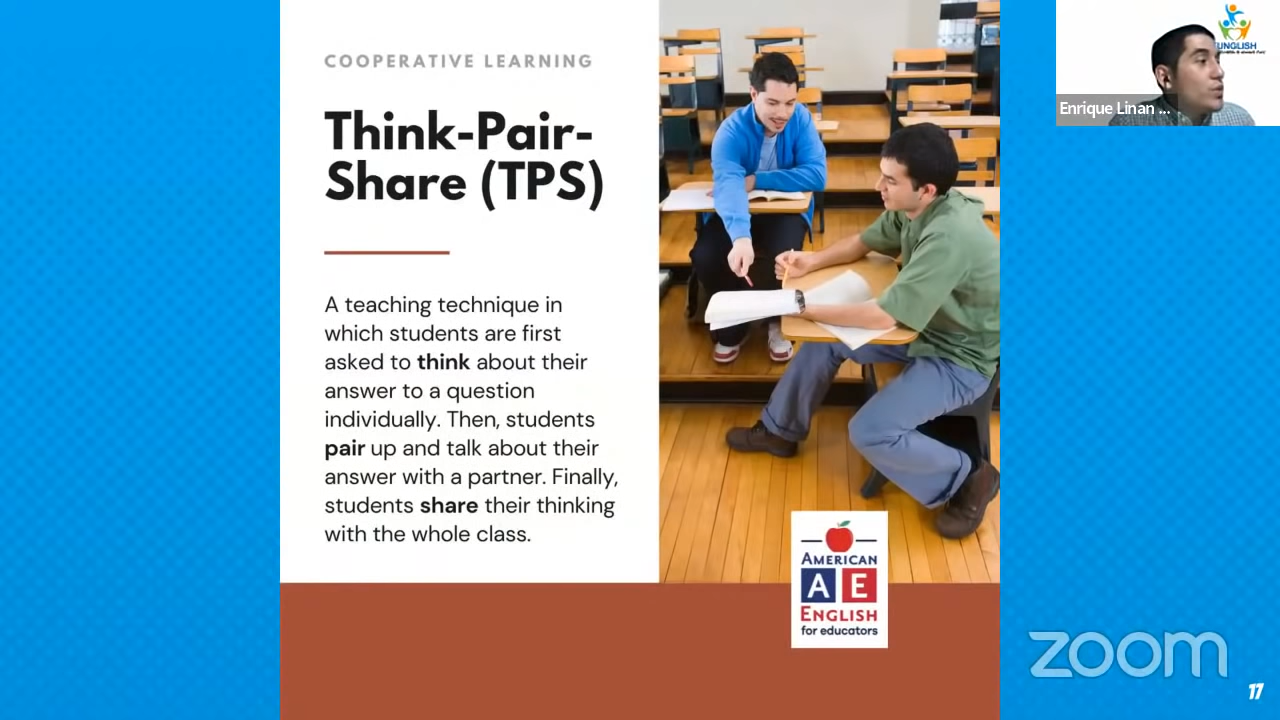 COOPERATIVE LEARNING
Think-Pair-
Share (TPS)
A teaching technique in
which students are first
asked to think about their
answer to a question
individually. Then, students
pair up and talk about their
answer with a partner. Finally,
students share their thinking
with the whole class.
AMERICAN
A E
ENGLISH
for educators
Enrique Linan ...
zoom
17